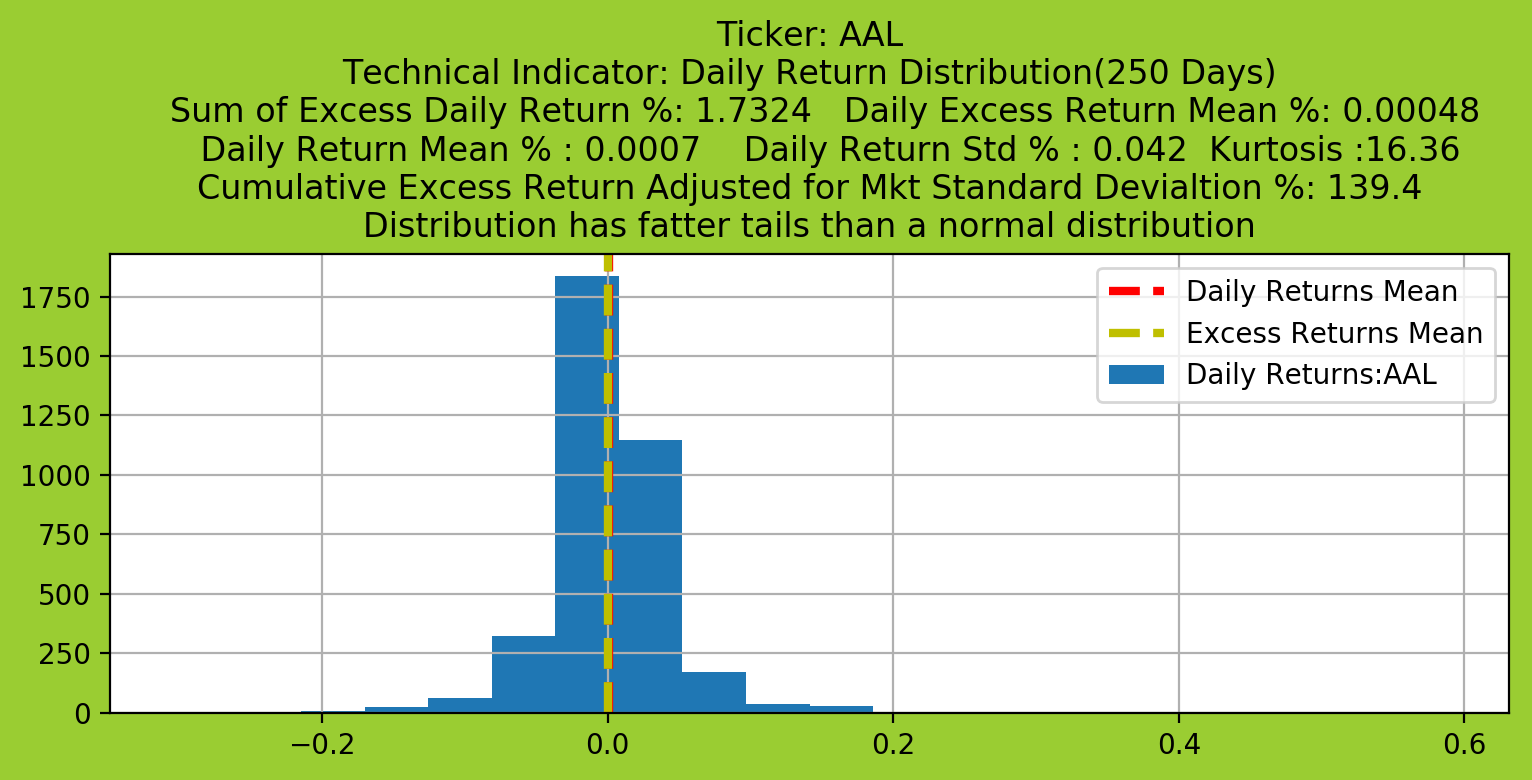 Ticker: AAL
Technical Indicator: Daily Return Distribution(250 Days)
Sum of Excess Daily Return %: 1.7324   Daily Excess Return Mean %: 0.00048
Daily Return Mean % : 0.0007    Daily Return Std % : 0.042  Kurtosis :16.36
Cumulative Excess Return Adjusted for Mkt Standard Devialtion %: 139.4
Distribution has fatter tails than a normal distribution
Daily Returns Mean
Excess Returns Mean
Daily Returns:AAL
1750
1500
1250
1000
750
500
250
0
−0.2 0.0 0.2 0.4 0.6